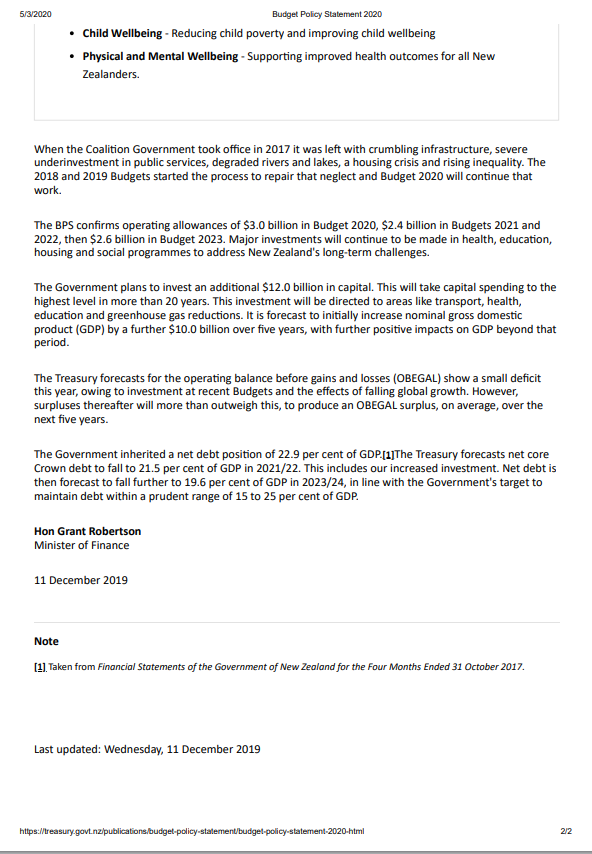 5/3/2020 Budget Policy Statement 2020
• Child Wellbeing - Reducing child poverty and improving child wellbeing
• Physical and Mental Wellbeing - Supporting improved health outcomes for all New
Zealanders.
When the Coalition Government took office in 2017 it was left with crumbling infrastructure, severe
underinvestment in public services, degraded rivers and lakes, a housing crisis and rising inequality. The
2018 and 2019 Budgets started the process to repair that neglect and Budget 2020 will continue that
work.
The BPS confirms operating allowances of $3.0 billion in Budget 2020, $2.4 billion in Budgets 2021 and
2022, then $2.6 billion in Budget 2023. Major investments will continue to be made in health, education,
housing and social programmes to address New Zealand's long-term challenges.
The Government plans to invest an additional $12.0 billion in capital. This will take capital spending to the
highest level in more than 20 years. This investment will be directed to areas like transport, health,
education and greenhouse gas reductions. It is forecast to initially increase nominal gross domestic
product (GDP) by a further $10.0 billion over five years, with further positive impacts on GDP beyond that
period.
The Treasury forecasts for the operating balance before gains and losses (OBEGAL) show a small deficit
this year, owing to investment at recent Budgets and the effects of falling global growth. However,
surpluses thereafter will more than outweigh this, to produce an OBEGAL surplus, on average, over the
next five years.
The Government inherited a net debt position of 22.9 per cent of GDP.[1]The Treasury forecasts net core
Crown debt to fall to 21.5 per cent of GDP in 2021/22. This includes our increased investment. Net debt is
then forecast to fall further to 19.6 per cent of GDP in 2023/24, in line with the Government's target to
maintain debt within a prudent range of 15 to 25 per cent of GDP.
Hon Grant Robertson
Minister of Finance
11 December 2019
Note
[1] Taken from Financial Statements of the Government of New Zealand for the Four Months Ended 31 October 2017.
Last updated: Wednesday, 11 December 2019
https://treasury.govt.nz/publications/budget-policy-statement/budget-policy-statement-2020-html 2/2